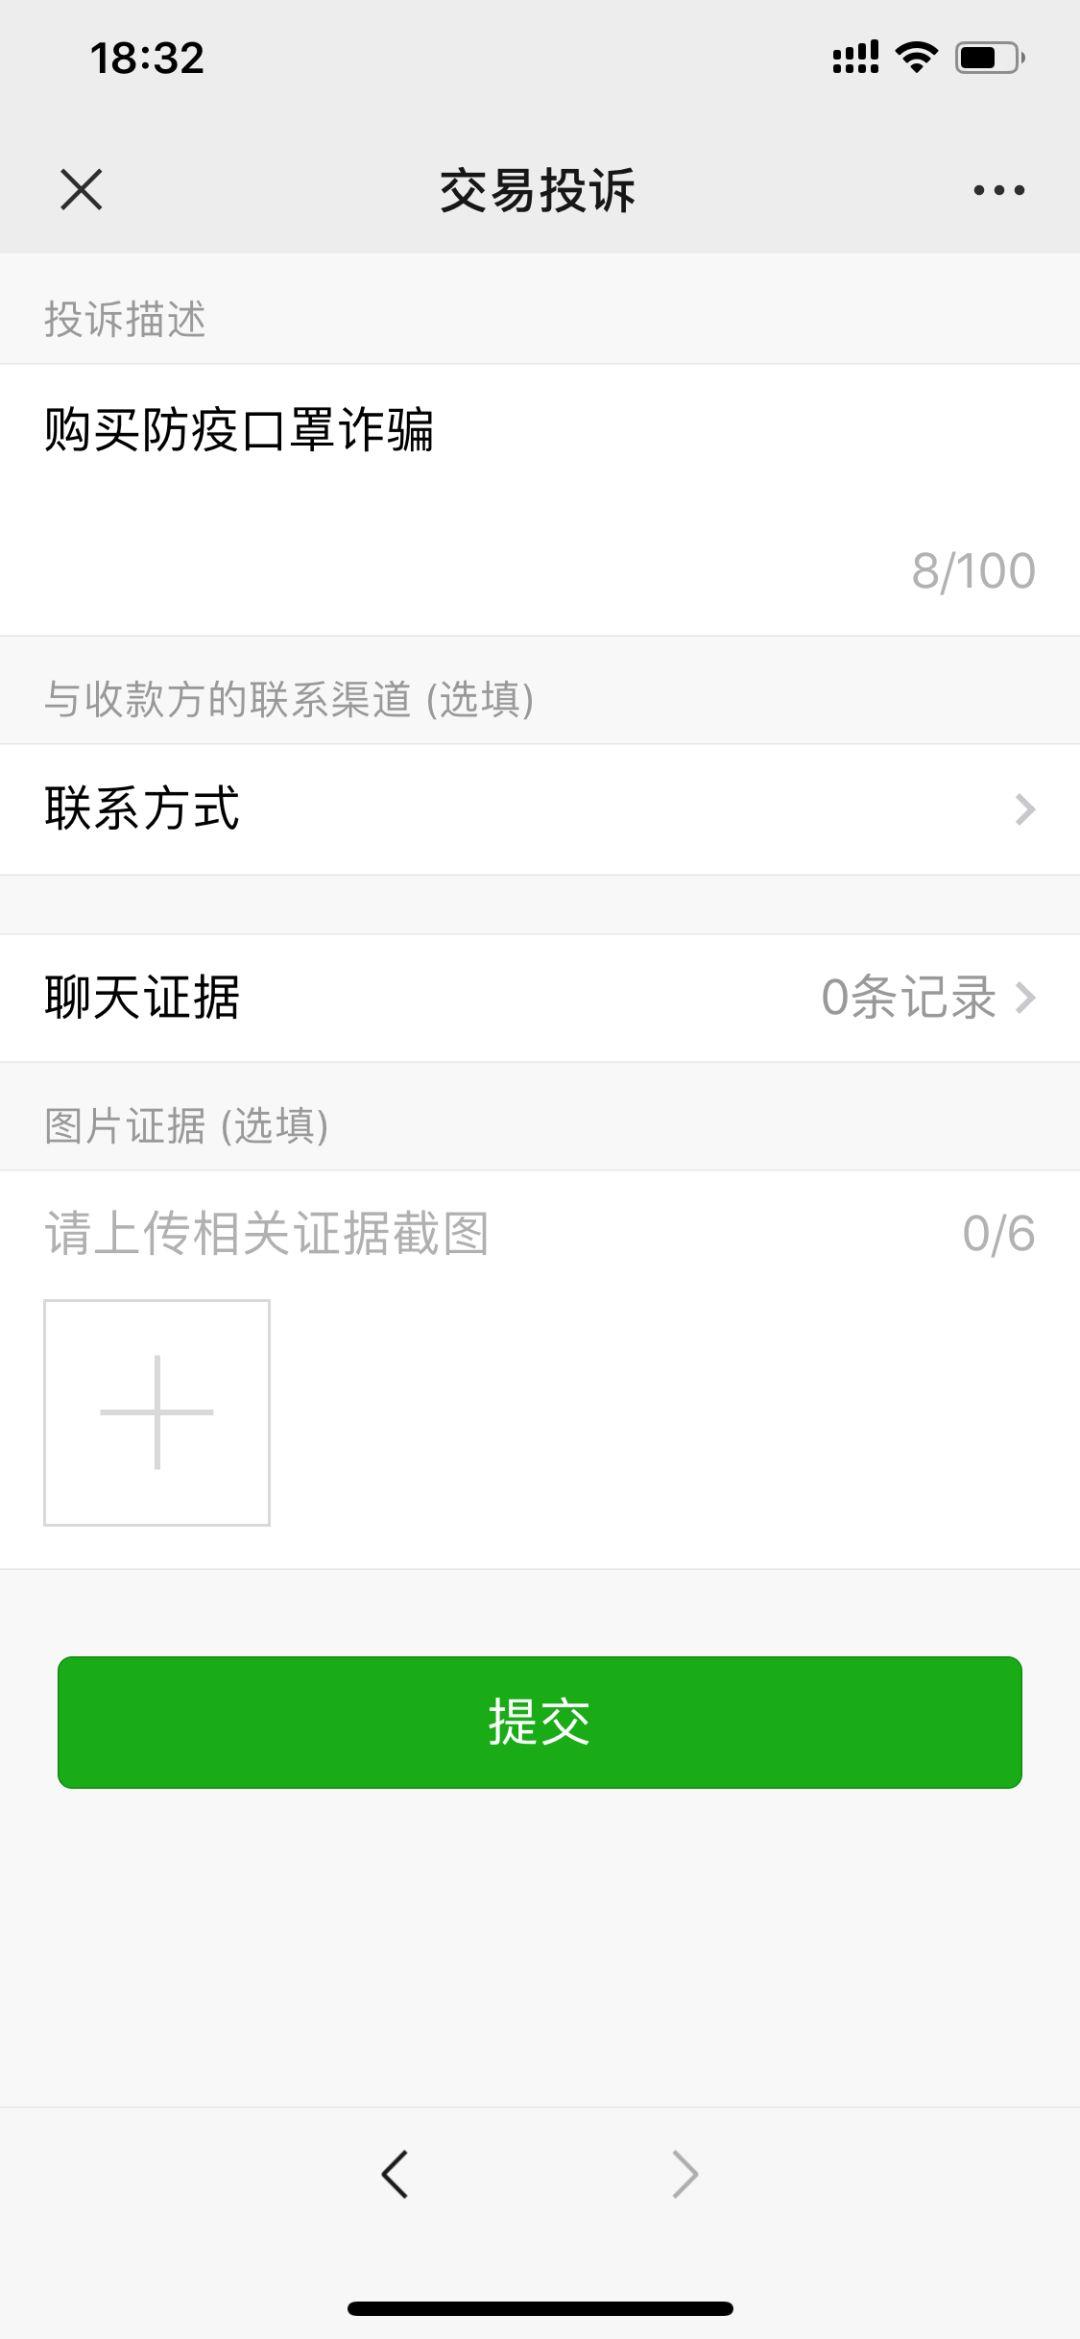 18:32
交易投诉
投诉描述
购买防疫口罩诈骗
8/100
与收款方的联系渠道 (选填)
联系方式
聊天证据 0条记录
图片证据 (选填)
请上传相关证据截图 0/6
提交